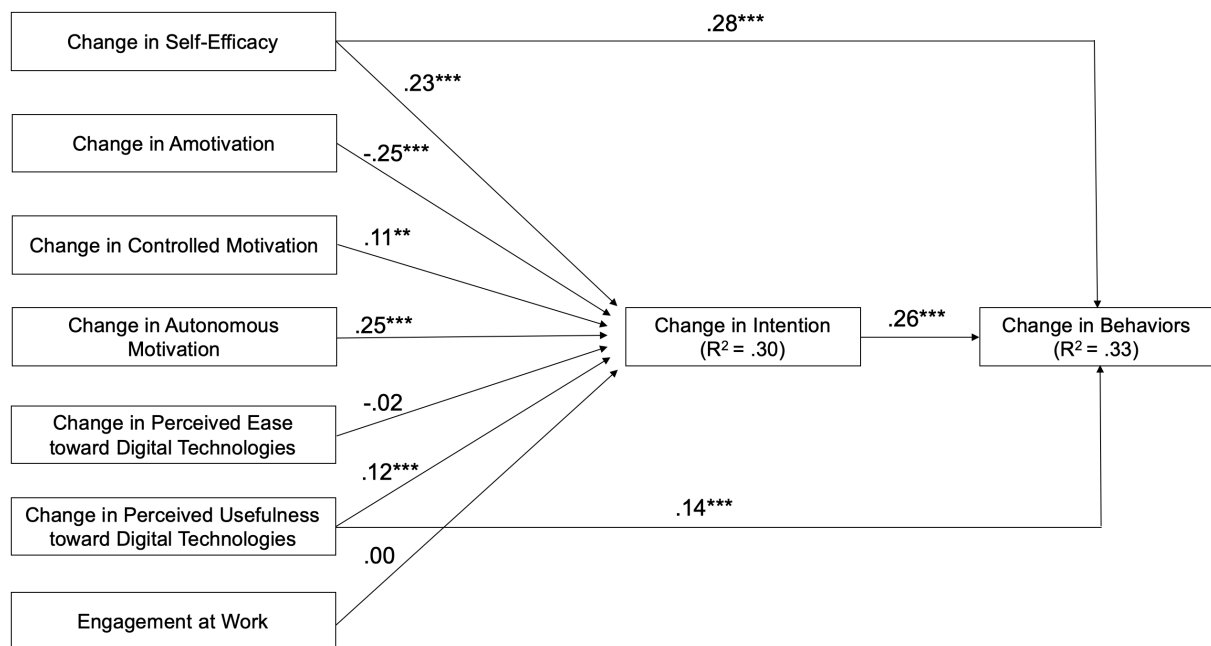 Change in Self-Efficacy
.28***
.23***
Change in Amotivation
-.25***
Change in Controlled Motivation
.11**
Change in Autonomous
Motivation
.25***
Change in Intention
(R² = .30)
.26***
Change in Behaviors
(R² = .33)
Change in Perceived Ease
toward Digital Technologies
-.02
Change in Perceived Usefulness
toward Digital Technologies
.12***
.14***
.00
Engagement at Work